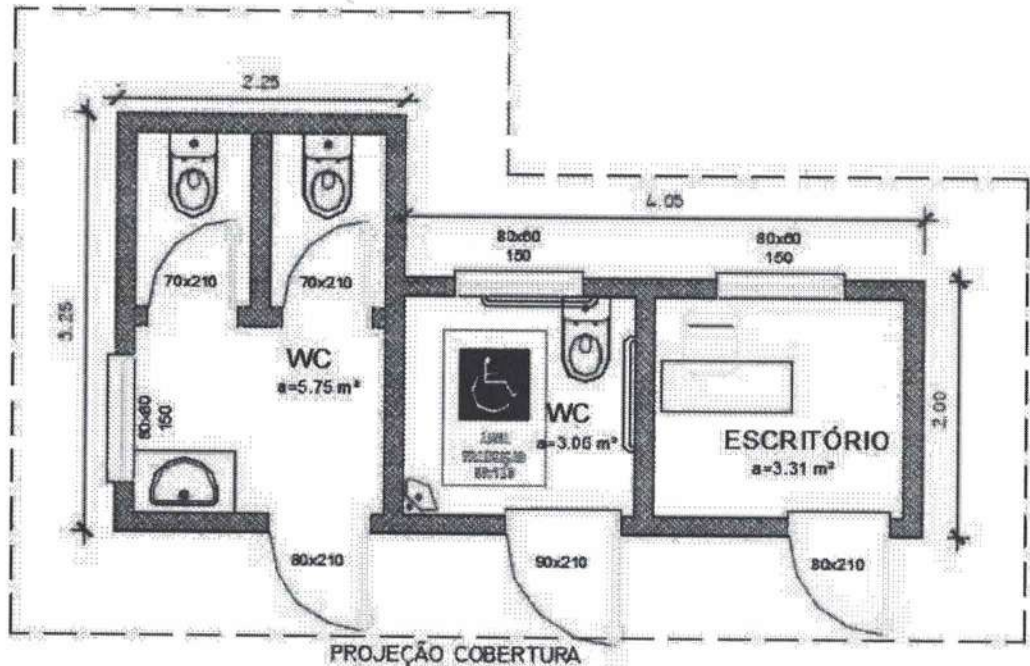 2.25
4.05
80x60
150
80x60
150
70x210
70x210
3.25
WC
a=5.75 m²
80x60
150
WC
a=3.06 m²
ESCRITÓRIO
a=3.31 m²
2.00
80x210
90x210
80x210
PROJEÇÃO COBERTURA